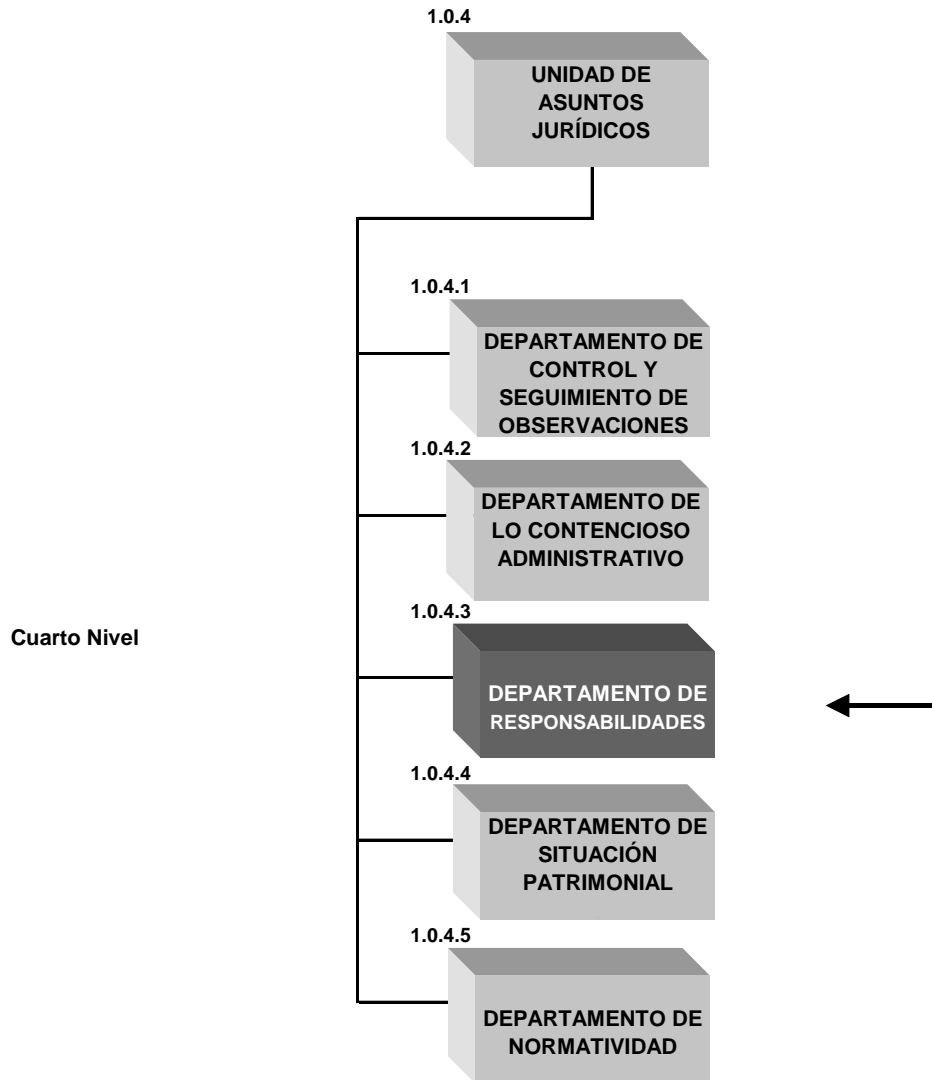 1.0.4
UNIDAD DE
ASUNTOS
JURÍDICOS
1.0.4.1
DEPARTAMENTO DE
CONTROL Y
SEGUIMIENTO DE
OBSERVACIONES
1.0.4.2
DEPARTAMENTO DE
LO CONTENCIOSO
ADMINISTRATIVO
1.0.4.3
Cuarto Nivel
DEPARTAMENTO DE
RESPONSABILIDADES
1.0.4.4
DEPARTAMENTO DE
SITUACIÓN
PATRIMONIAL
1.0.4.5
DEPARTAMENTO DE
NORMATIVIDAD